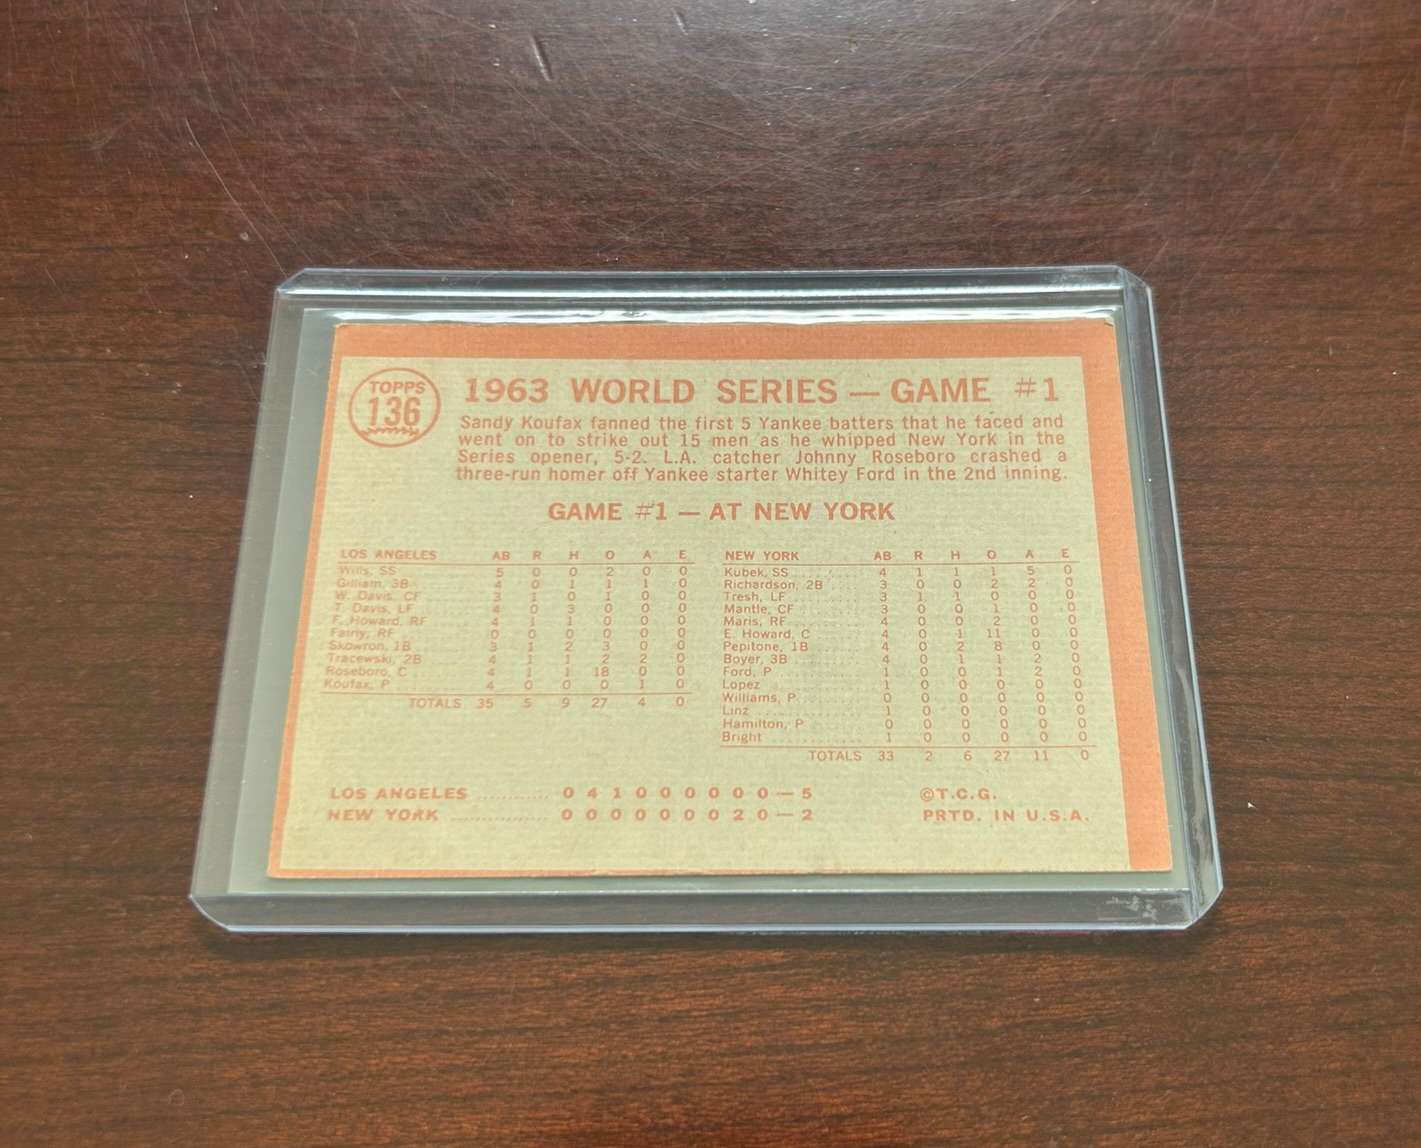 TOPPS
136
1963 WORLD SERIES — GAME #1
Sandy Koufax fanned the first 5 Yankee batters that he faced and
went on to strike out 15 men as he whipped New York in the
Series opener, 5-2. L.A. catcher Johnny Roseboro crashed a
three-run homer off Yankee starter Whitey Ford in the 2nd inning.
GAME #1 — AT NEW YORK
LOS ANGELES AB R H O A E
Wills, SS 5 0 0 2 0 0
Gilliam, 3B 4 0 1 1 1 0
W. Davis, CF 3 1 0 1 0 0
T. Davis, LF 4 0 3 0 0 0
F. Howard, RF 4 1 1 0 0 0
Fairly, RF 0 0 0 0 0 0
Skowron, 1B 3 1 2 3 0 0
Tracewski, 2B 4 1 1 2 2 0
Roseboro, C 4 1 1 18 0 0
Koufax, P 4 0 0 0 1 0
TOTALS 35 5 9 27 4 0
NEW YORK AB R H O A E
Kubek, SS 4 1 1 1 5 0
Richardson, 2B 3 0 0 2 2 0
Tresh, LF 3 1 1 0 0 0
Mantle, CF 3 0 0 1 0 0
Maris, RF 4 0 0 2 0 0
E. Howard, C 4 0 1 11 0 0
Pepitone, 1B 4 0 2 8 0 0
Boyer, 3B 4 0 1 1 2 0
Ford, P 1 0 0 1 2 0
Lopez 1 0 0 0 0 0
Williams, P 0 0 0 0 0 0
Linz 1 0 0 0 0 0
Hamilton, P 0 0 0 0 0 0
Bright 1 0 0 0 0 0
TOTALS 33 2 6 27 11 0
LOS ANGELES ............ 0 4 1 0 0 0 0 0 0 — 5
NEW YORK ................ 0 0 0 0 0 0 0 2 0 — 2
©T.C.G.
PRTD. IN U.S.A.